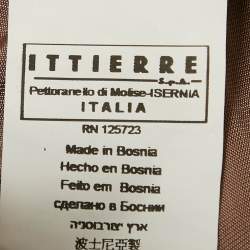 ITTIERRE
S.p.A.
Pettoranello di Molise-ISERNIA
ITALIA
RN 125723
Made in Bosnia
Hecho en Bosnia
Feito em Bosnia
сделано в Боснии
ארץ יצור בוסניה
波士尼亞製